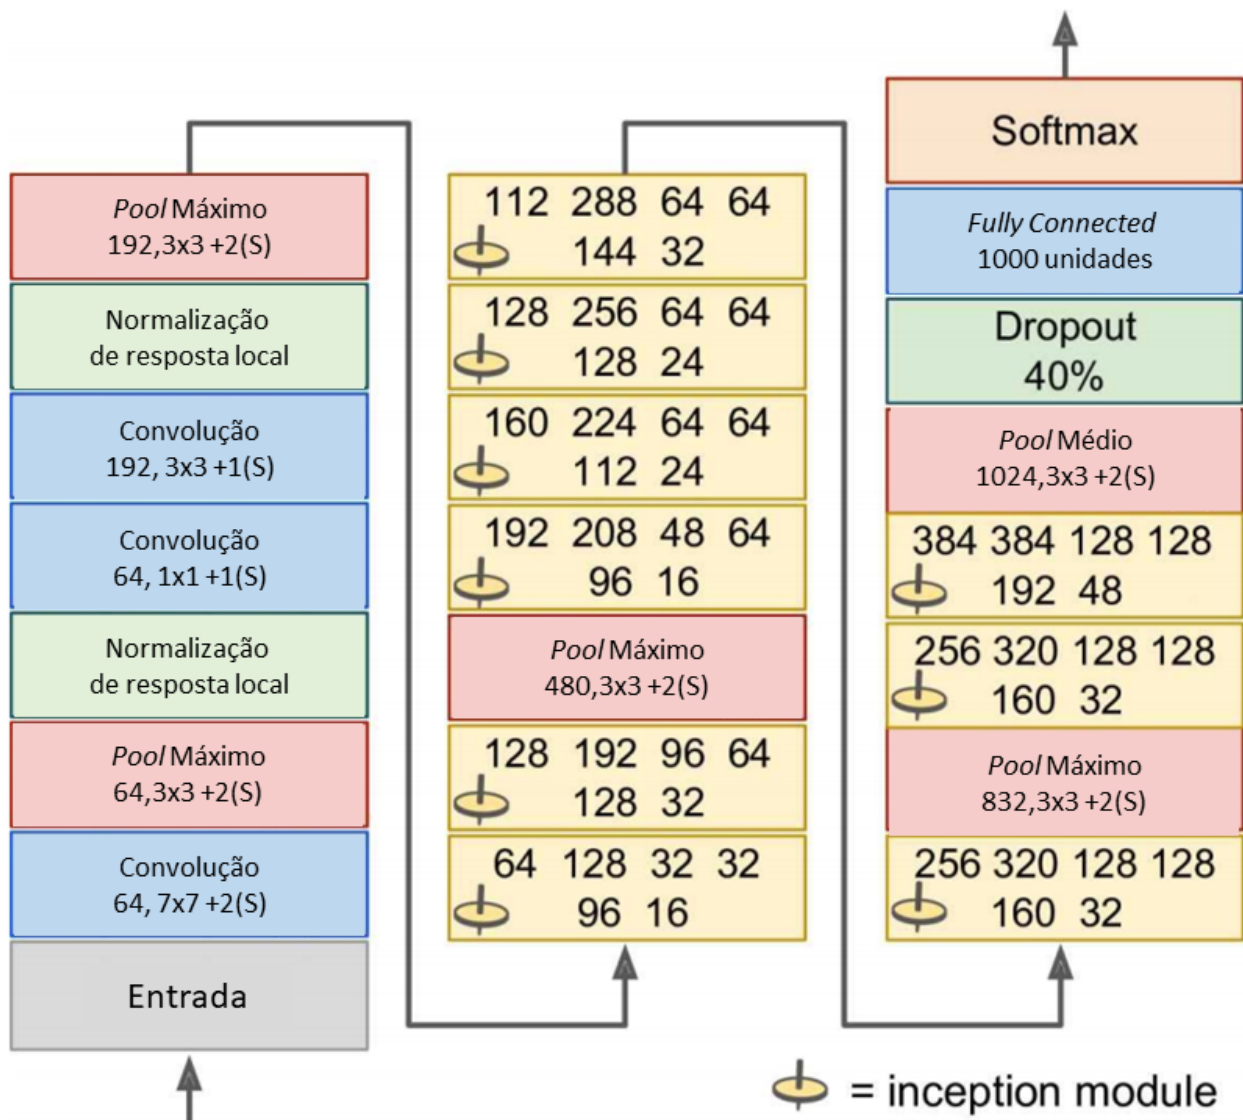 Pool Máximo
192,3x3 +2(S)
Normalização
de resposta local
Convolução
192, 3x3 +1(S)
Convolução
64, 1x1 +1(S)
Normalização
de resposta local
Pool Máximo
64,3x3 +2(S)
Convolução
64, 7x7 +2(S)
Entrada
112 288 64 64
144 32
128 256 64 64
128 24
160 224 64 64
112 24
192 208 48 64
96 16
Pool Máximo
480,3x3 +2(S)
128 192 96 64
128 32
64 128 32 32
96 16
Softmax
Fully Connected
1000 unidades
Dropout
40%
Pool Médio
1024,3x3 +2(S)
384 384 128 128
192 48
256 320 128 128
160 32
Pool Máximo
832,3x3 +2(S)
256 320 128 128
160 32
= inception module